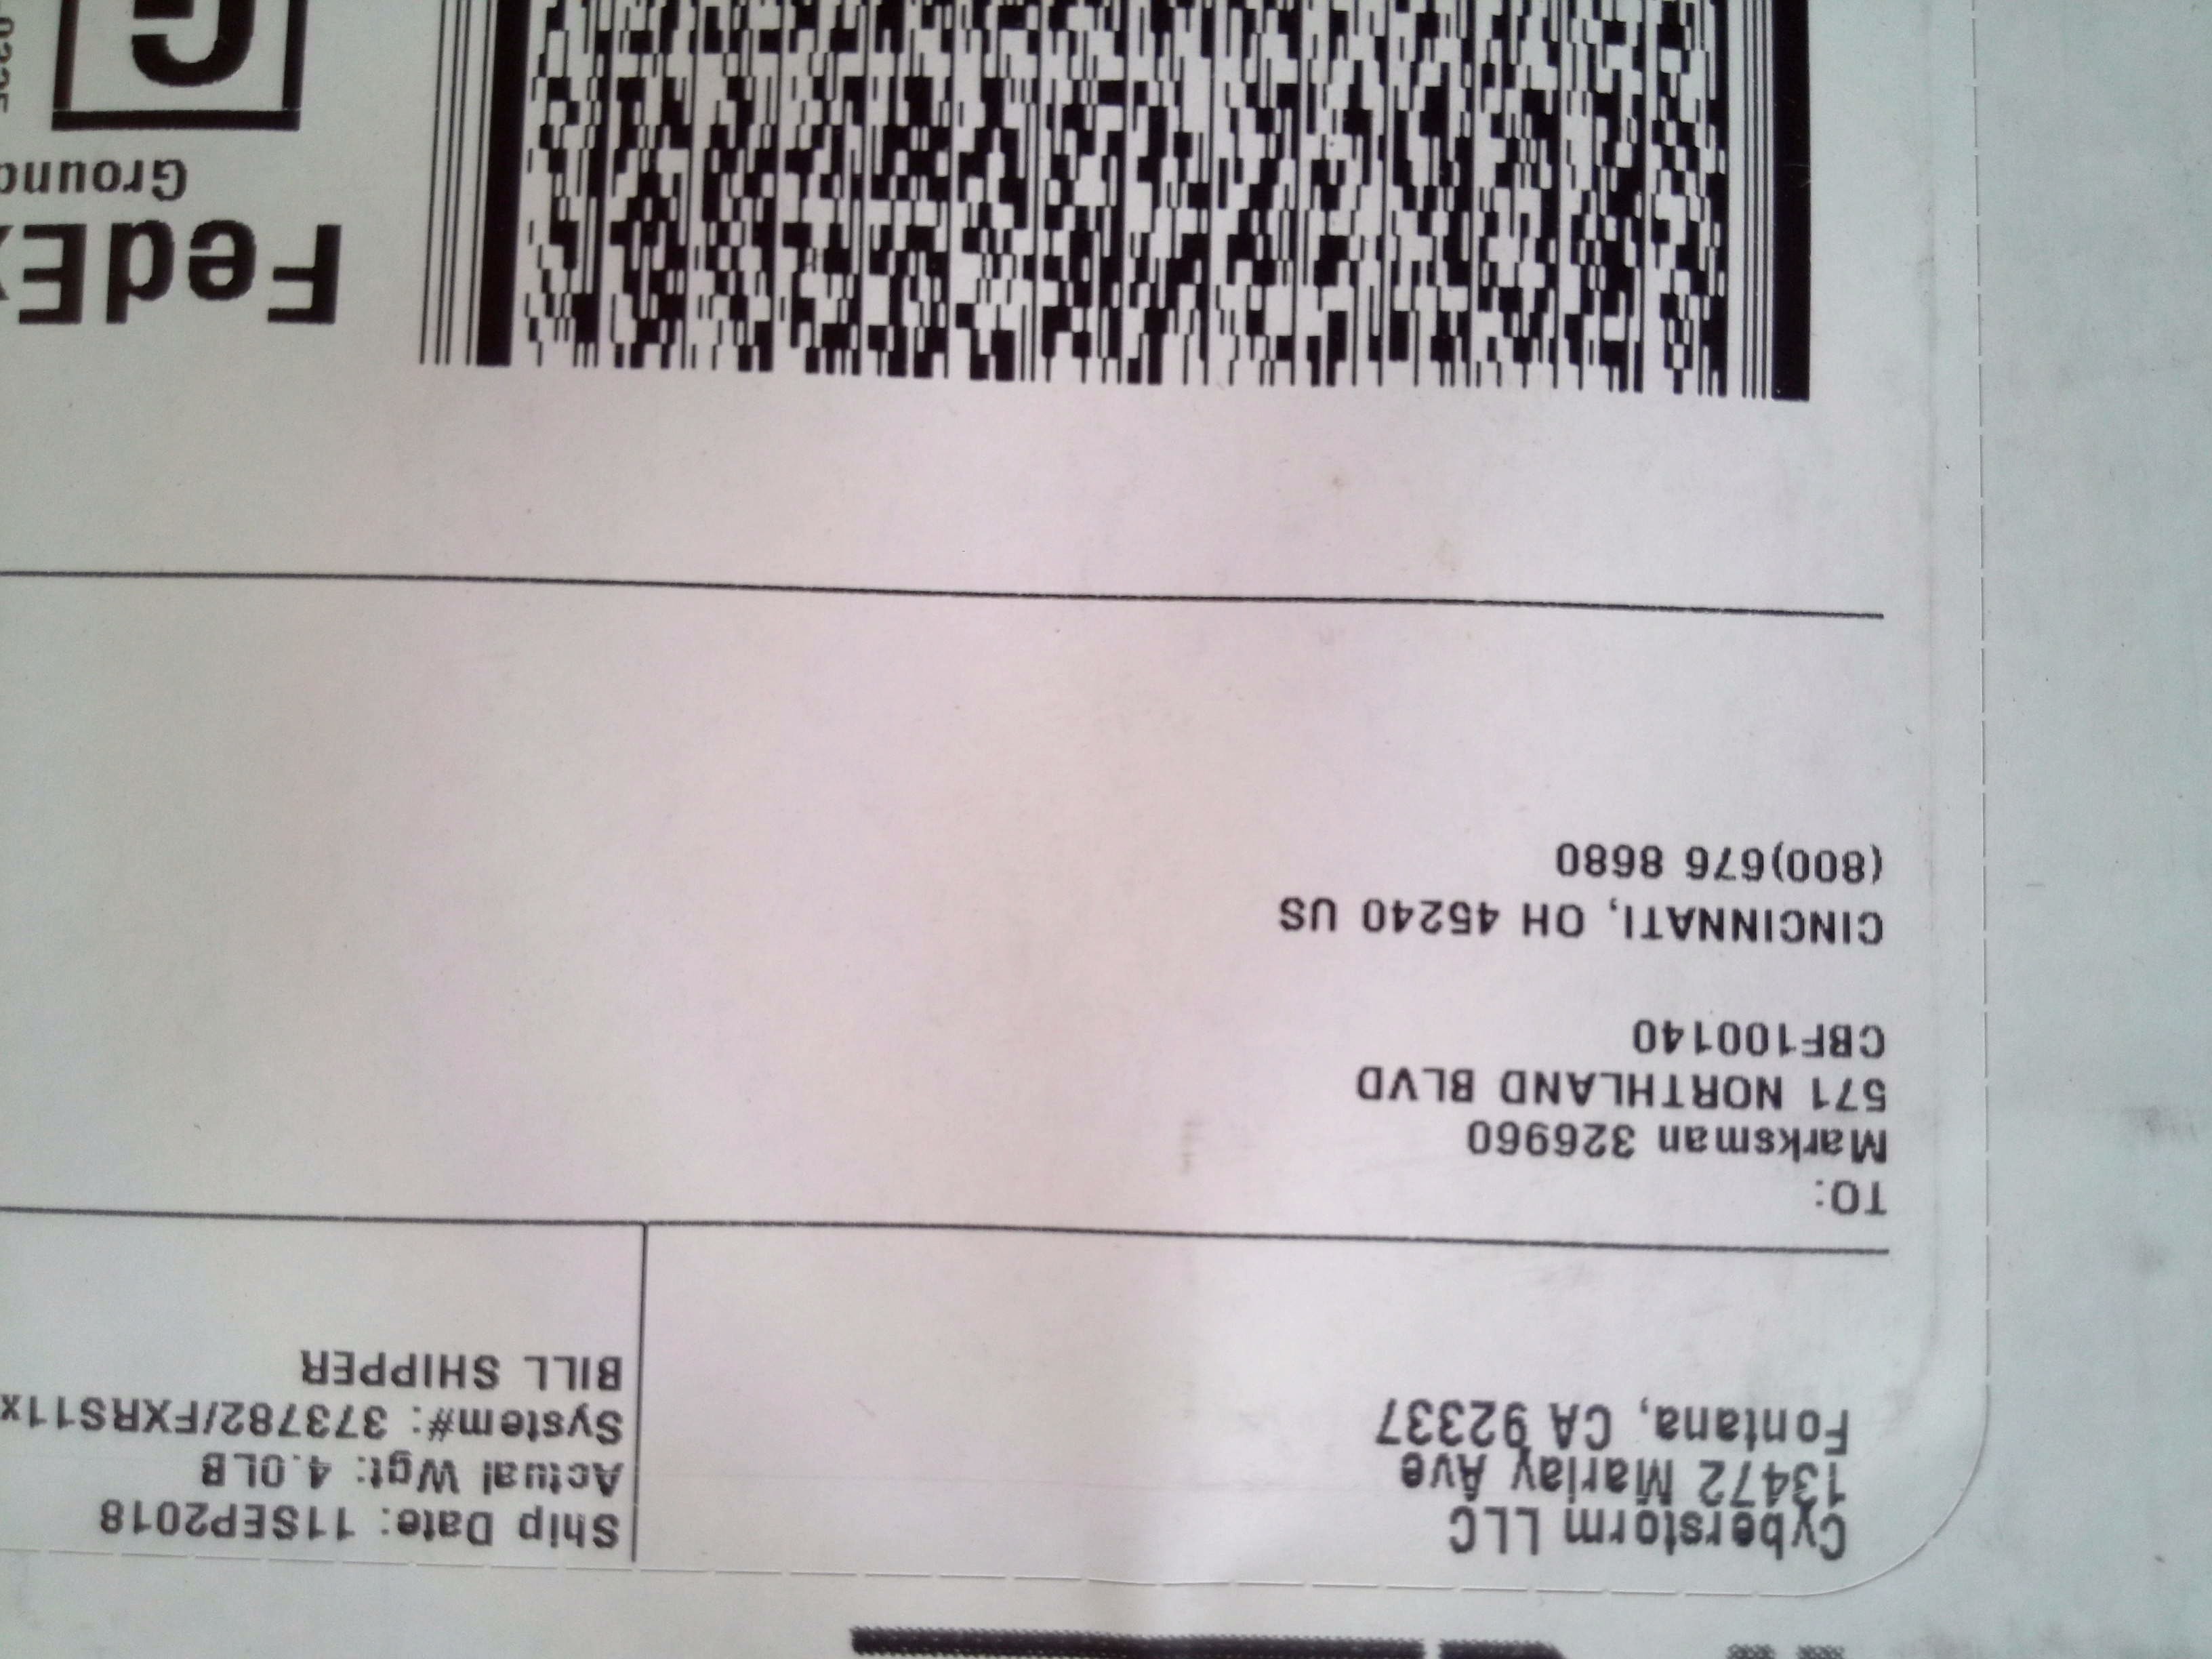 Cyberstorm LLC
13472 Marlay Ave
Fontana, CA 92337
Ship Date: 11SEP2018
Actual Wgt: 4.0LB
System#: 373782/FXRS11x
BILL SHIPPER
TO:
Marksman 326960
571 NORTHLAND BLVD
CBF100140
CINCINNATI, OH 45240 US
(800)676 8680
FedEx
Ground
G